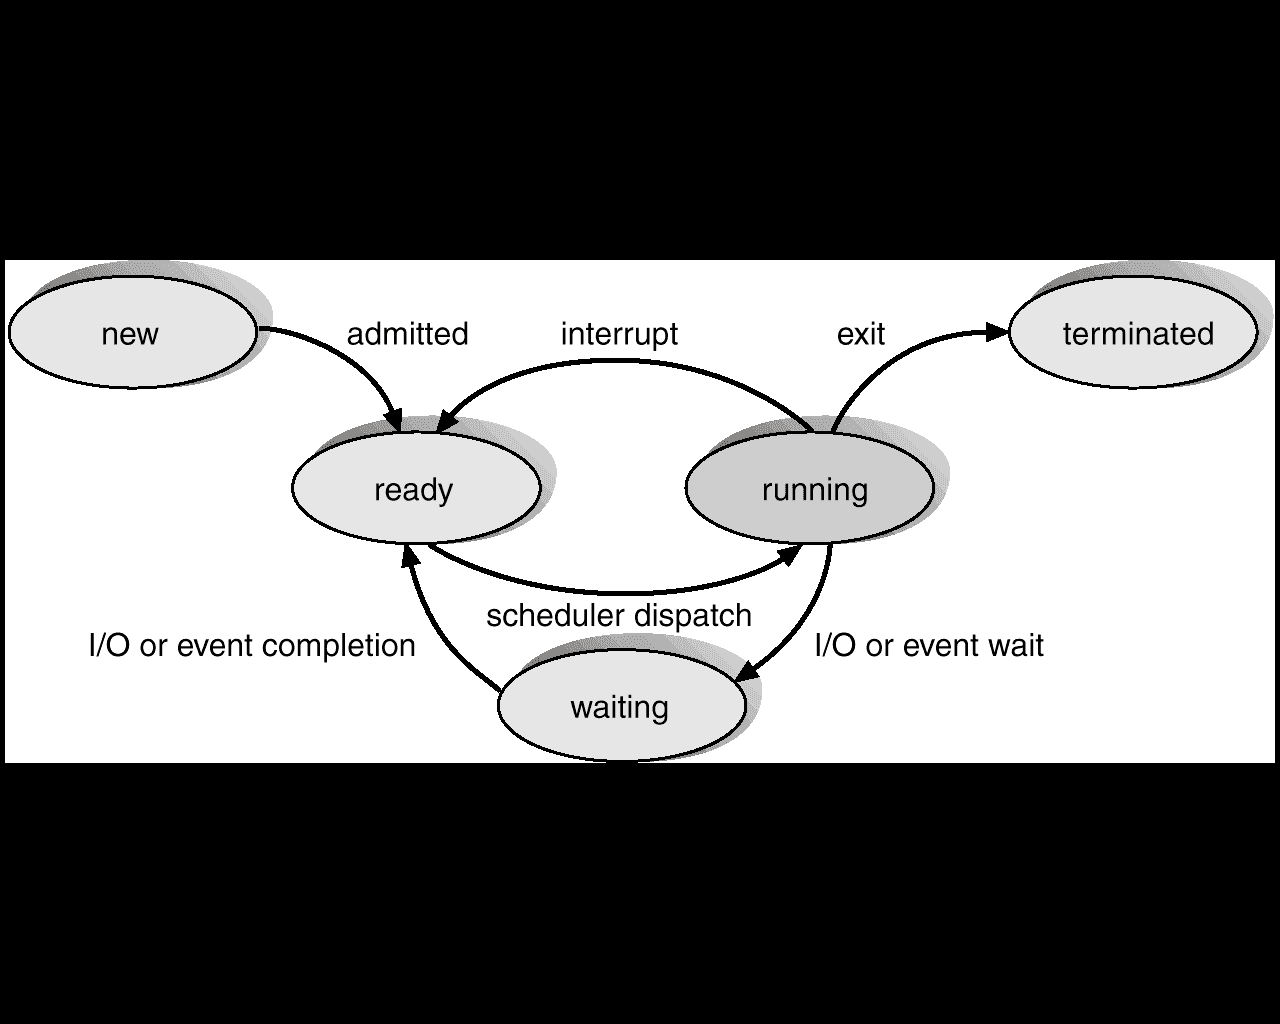 new
admitted
interrupt
exit
terminated
ready
running
scheduler dispatch
I/O or event completion
I/O or event wait
waiting